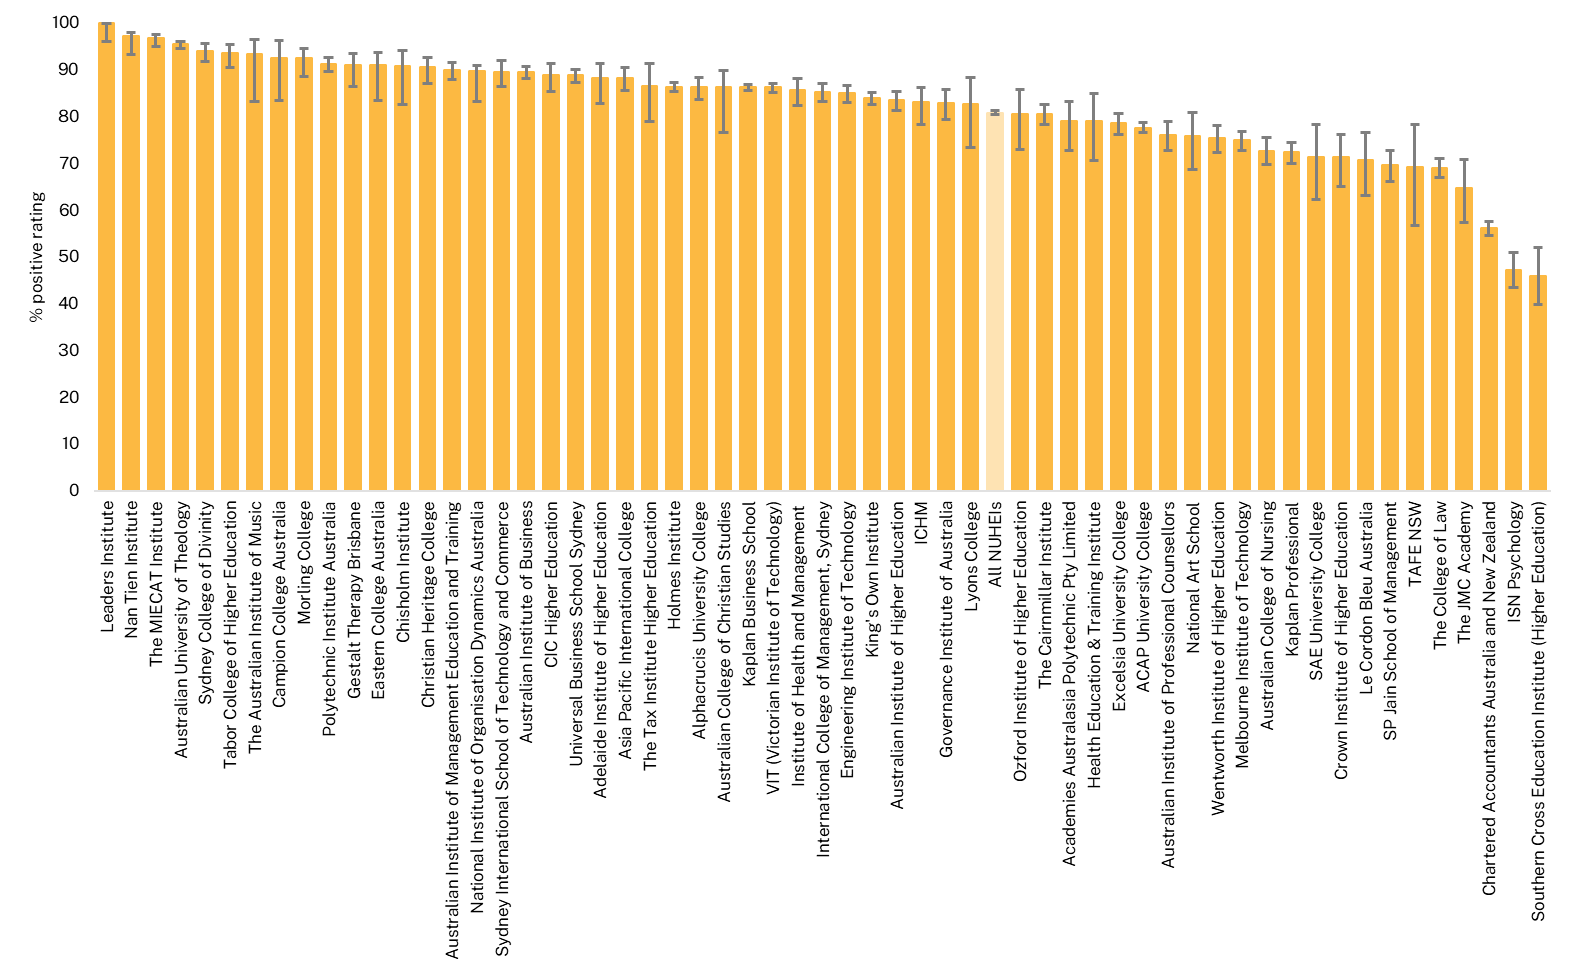 % positive rating
100
90
80
70
60
50
40
30
20
10
0
Leaders Institute
Nan Tien Institute
The MIECAT Institute
Australian University of Theology
Sydney College of Divinity
Tabor College of Higher Education
The Australian Institute of Music
Campion College Australia
Morling College
Polytechnic Institute Australia
Gestalt Therapy Brisbane
Eastern College Australia
Chisholm Institute
Christian Heritage College
Australian Institute of Management Education and Training
National Institute of Organisation Dynamics Australia
Sydney International School of Technology and Commerce
Australian Institute of Business
CIC Higher Education
Universal Business School Sydney
Adelaide Institute of Higher Education
Asia Pacific International College
The Tax Institute Higher Education
Holmes Institute
Alphacrucis University College
Australian College of Christian Studies
Kaplan Business School
VIT (Victorian Institute of Technology)
Institute of Health and Management
International College of Management, Sydney
Engineering Institute of Technology
King's Own Institute
Australian Institute of Higher Education
ICHM
Governance Institute of Australia
Lyons College
All NUHEIs
Ozford Institute of Higher Education
The Cairnmillar Institute
Academies Australasia Polytechnic Pty Limited
Health Education & Training Institute
Excelsia University College
ACAP University College
Australian Institute of Professional Counsellors
National Art School
Wentworth Institute of Higher Education
Melbourne Institute of Technology
Australian College of Nursing
Kaplan Professional
SAE University College
Crown Institute of Higher Education
Le Cordon Bleu Australia
SP Jain School of Management
TAFE NSW
The College of Law
The JMC Academy
Chartered Accountants Australia and New Zealand
ISN Psychology
Southern Cross Education Institute (Higher Education)